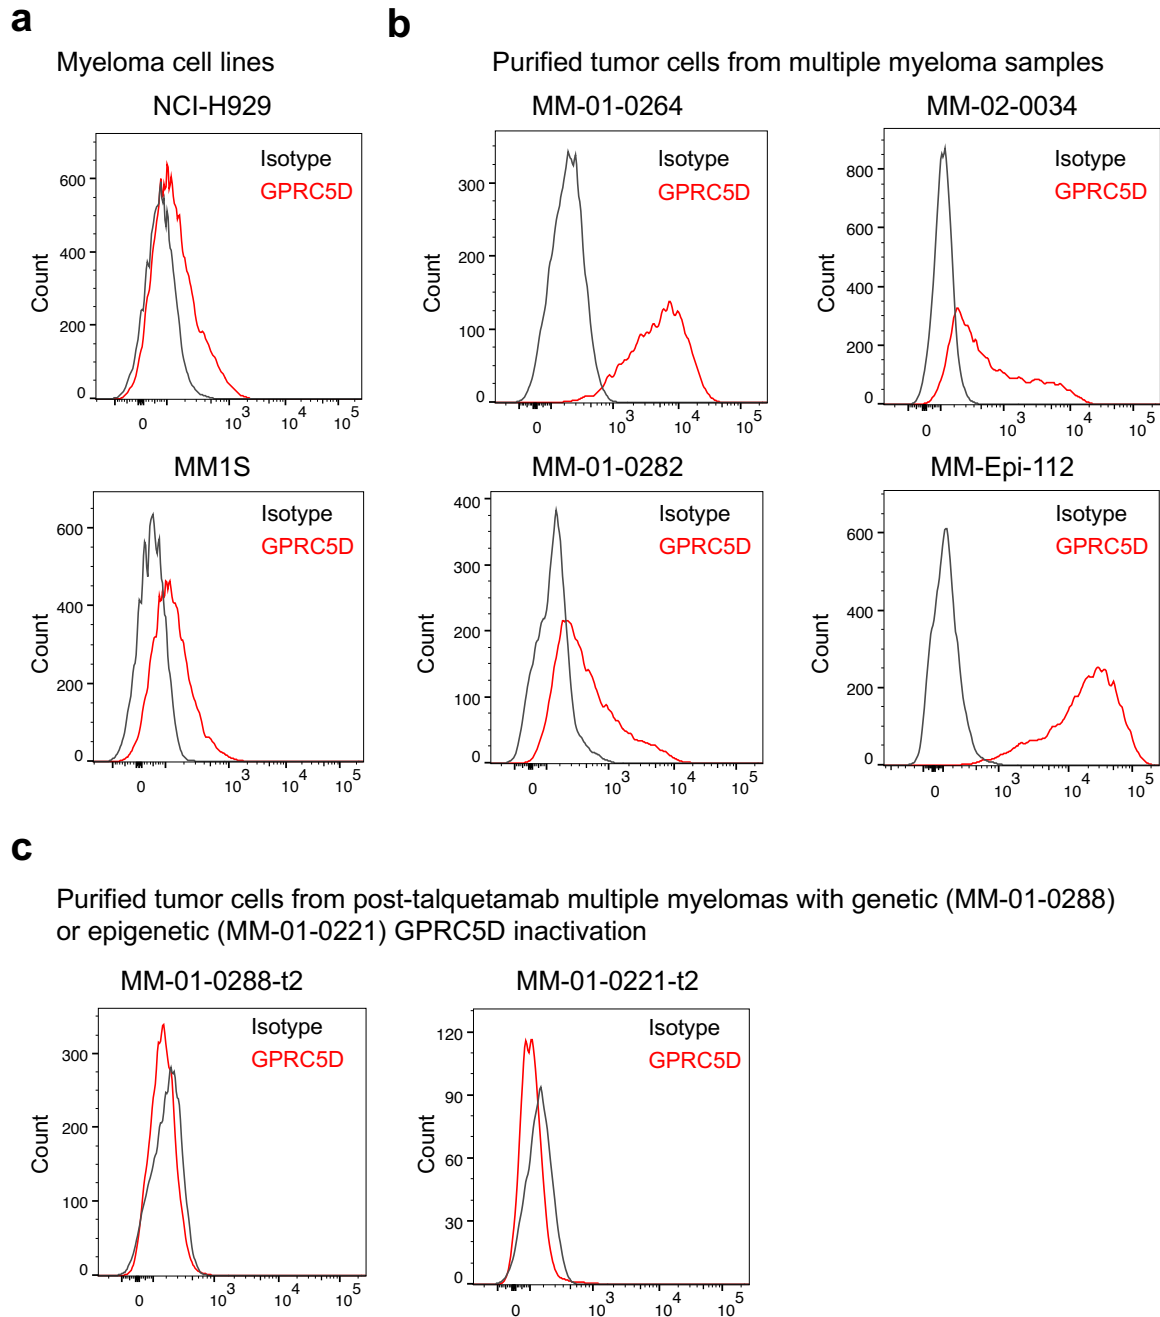 a
Myeloma cell lines
NCI-H929
Isotype
GPRC5D
600
400
200
0
Count
0
10^3
10^4
10^5
MM1S
Isotype
GPRC5D
600
400
200
0
Count
0
10^3
10^4
10^5
b
Purified tumor cells from multiple myeloma samples
MM-01-0264
Isotype
GPRC5D
300
200
100
0
Count
0
10^3
10^4
10^5
MM-02-0034
Isotype
GPRC5D
800
600
400
200
0
Count
0
10^3
10^4
10^5
MM-01-0282
Isotype
GPRC5D
400
300
200
100
0
Count
0
10^3
10^4
10^5
MM-Epi-112
Isotype
GPRC5D
600
400
200
0
Count
0
10^3
10^4
10^5
c
Purified tumor cells from post-talquetamab multiple myelomas with genetic (MM-01-0288)
or epigenetic (MM-01-0221) GPRC5D inactivation
MM-01-0288-t2
Isotype
GPRC5D
300
200
100
0
Count
0
10^3
10^4
10^5
MM-01-0221-t2
Isotype
GPRC5D
120
90
60
30
0
Count
0
10^3
10^4
10^5